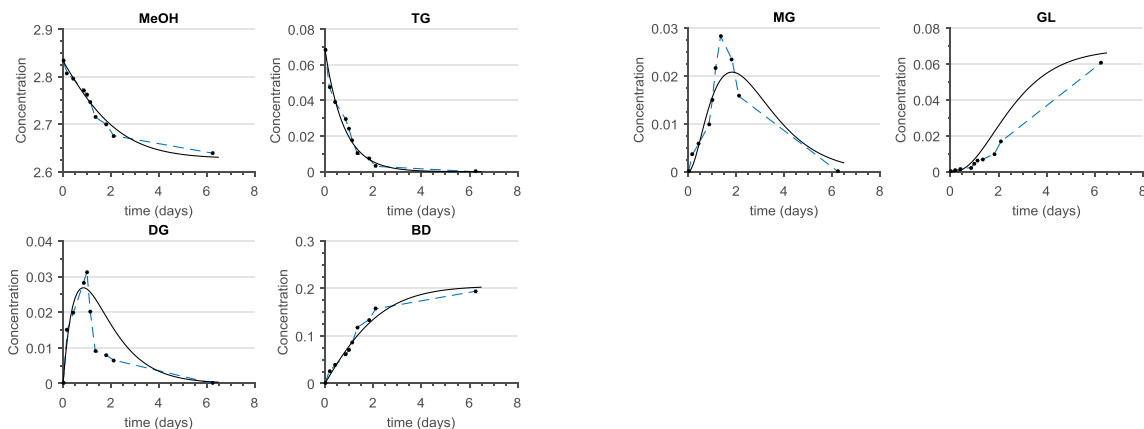 MeOH
2.9
2.8
2.7
2.6
Concentration
0 2 4 6 8
time (days)
TG
0.08
0.06
0.04
0.02
0
Concentration
0 2 4 6 8
time (days)
MG
0.03
0.02
0.01
0
Concentration
0 2 4 6 8
time (days)
GL
0.08
0.06
0.04
0.02
0
Concentration
0 2 4 6 8
time (days)
DG
0.04
0.03
0.02
0.01
0
Concentration
0 2 4 6 8
time (days)
BD
0.3
0.2
0.1
0
Concentration
0 2 4 6 8
time (days)